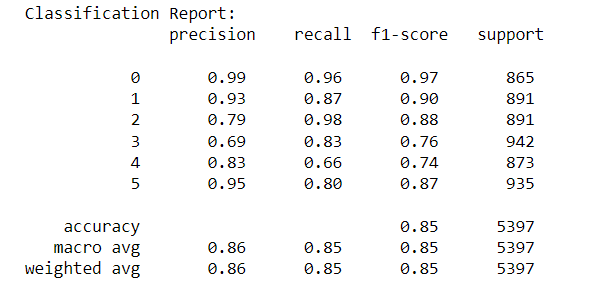 Classification Report:
precision recall f1-score support
0 0.99 0.96 0.97 865
1 0.93 0.87 0.90 891
2 0.79 0.98 0.88 891
3 0.69 0.83 0.76 942
4 0.83 0.66 0.74 873
5 0.95 0.80 0.87 935
accuracy 0.85 5397
macro avg 0.86 0.85 0.85 5397
weighted avg 0.86 0.85 0.85 5397